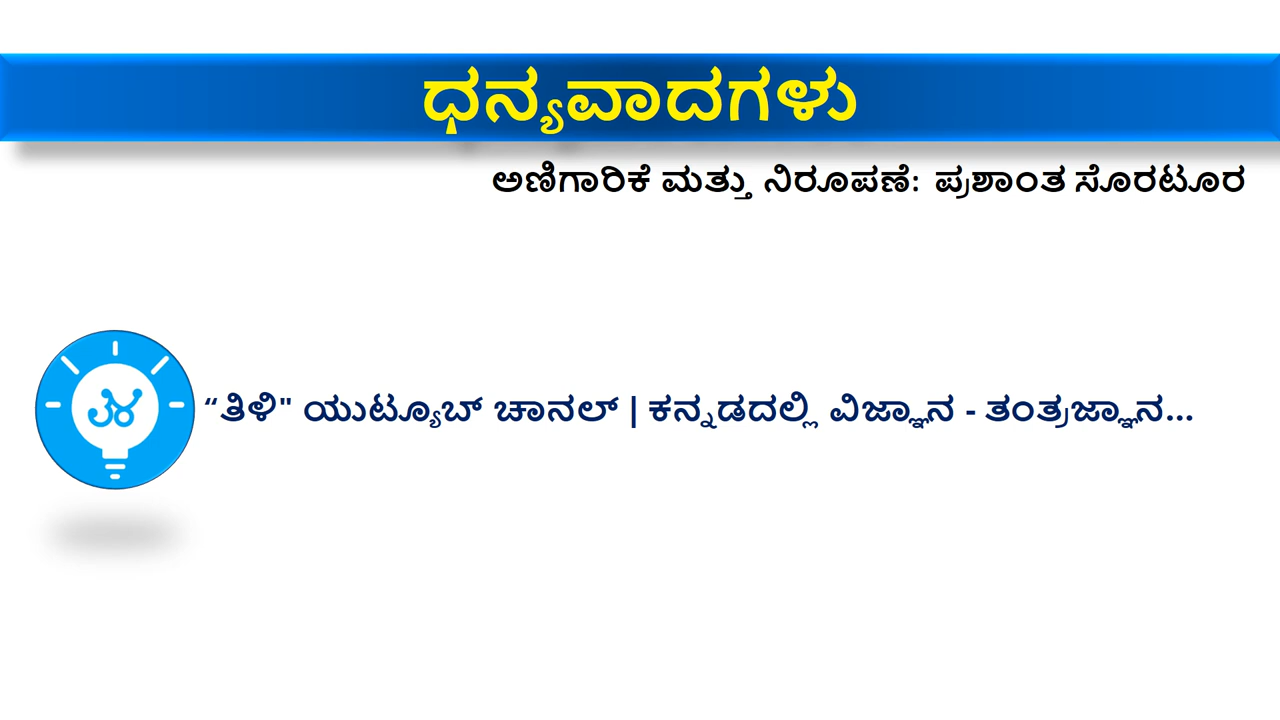 ಧನ್ಯವಾದಗಳು
ಅಣಿಗಾರಿಕೆ ಮತ್ತು ನಿರೂಪಣೆ: ಪ್ರಶಾಂತ ಸೊರಟೂರ
“ತಿಳಿ" ಯುಟ್ಯೂಬ್ ಚಾನಲ್ | ಕನ್ನಡದಲ್ಲಿ ವಿಜ್ಞಾನ - ತಂತ್ರಜ್ಞಾನ...